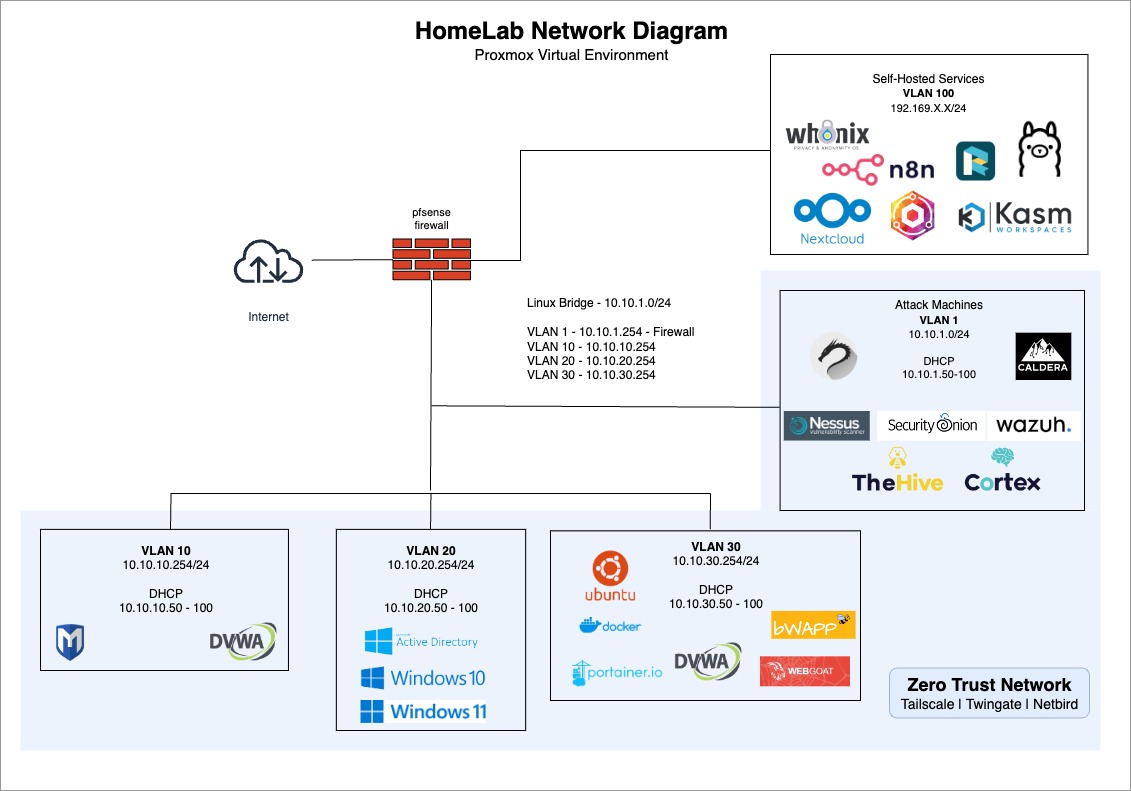 HomeLab Network Diagram
Proxmox Virtual Environment
Self-Hosted Services
VLAN 100
192.169.X.X/24
whonix
PRIVACY & ANONYMITY OS
n8n
Nextcloud
Kasm
WORKSPACES
pfsense
firewall
Internet
Linux Bridge - 10.10.1.0/24
VLAN 1 - 10.10.1.254 - Firewall
VLAN 10 - 10.10.10.254
VLAN 20 - 10.10.20.254
VLAN 30 - 10.10.30.254
Attack Machines
VLAN 1
10.10.1.0/24
DHCP
10.10.1.50-100
CALDERA
Nessus
vulnerability scanner
Security Onion
wazuh.
TheHive
Cortex
VLAN 10
10.10.10.254/24
DHCP
10.10.10.50 - 100
DVWA
VLAN 20
10.10.20.254/24
DHCP
10.10.20.50 - 100
Active Directory
Windows 10
Windows 11
VLAN 30
10.10.30.254/24
DHCP
10.10.30.50 - 100
ubuntu
docker
bWAPP
portainer.io
DVWA
WEBGOAT
Zero Trust Network
Tailscale | Twingate | Netbird